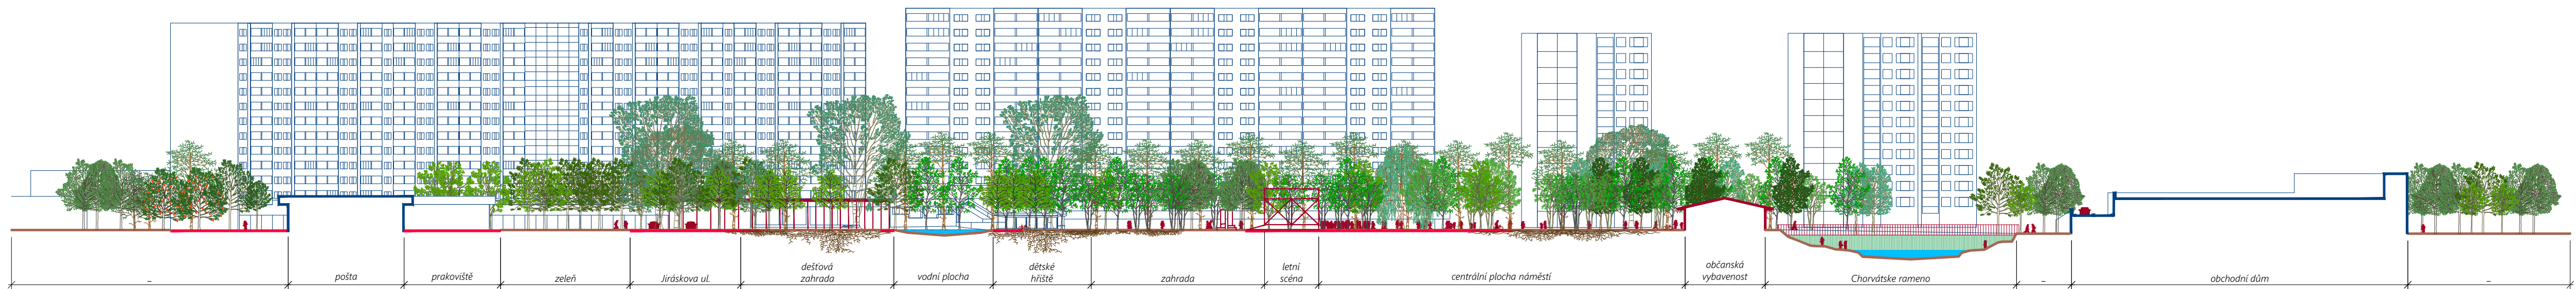 –
pošta
prakoviště
zeleň
Jiráskova ul.
dešťová
zahrada
vodní plocha
dětské
hřiště
zahrada
letní
scéna
centrální plocha náměstí
občanská
vybavenost
Chorvátske rameno
–
obchodní dům
–